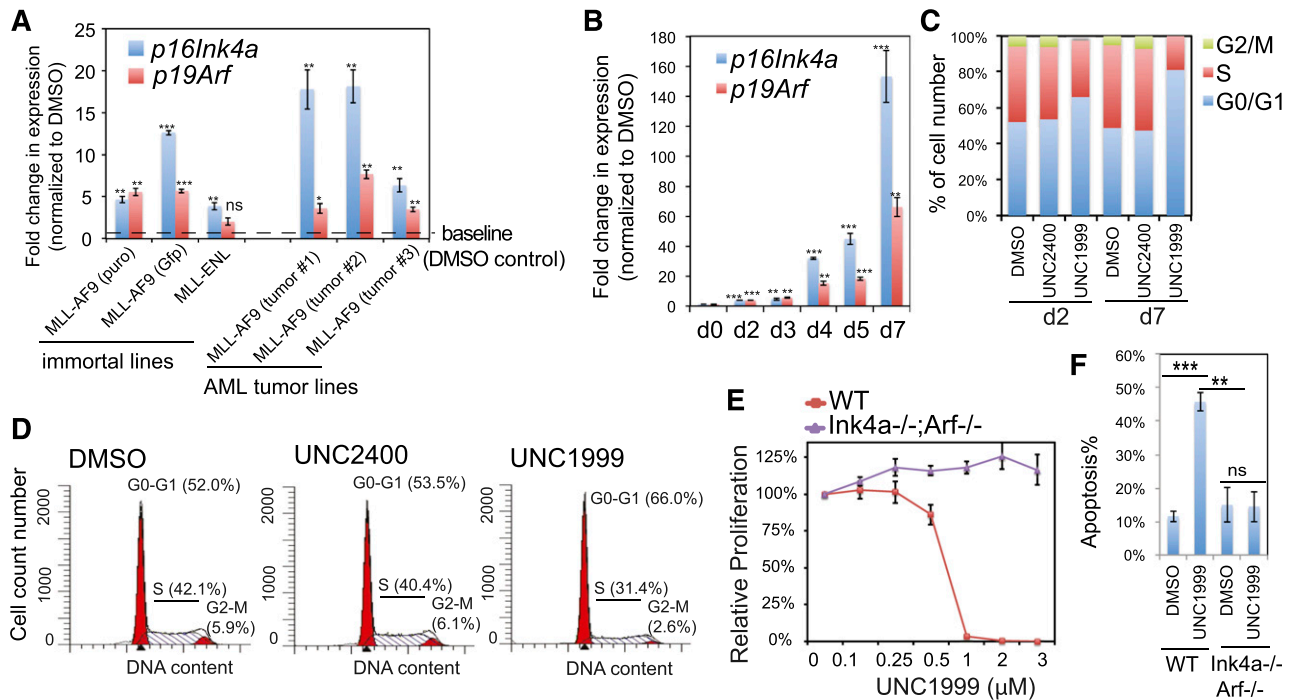 A
Fold change in expression
(normalized to DMSO)
25
20
15
10
5
0
p16Ink4a
p19Arf
** ** *** *** ** ns ** * ** ** ** **
baseline
(DMSO control)
MLL-AF9 (puro)
MLL-AF9 (Gfp)
MLL-ENL
MLL-AF9 (tumor #1)
MLL-AF9 (tumor #2)
MLL-AF9 (tumor #3)
immortal lines
AML tumor lines
B
Fold change in expression
(normalized to DMSO)
180
160
140
120
100
80
60
40
20
0
p16Ink4a
p19Arf
*** *** ** ** *** ** *** *** *** **
d0 d2 d3 d4 d5 d7
C
% of cell number
100%
80%
60%
40%
20%
0%
G2/M
S
G0/G1
DMSO UNC2400 UNC1999 DMSO UNC2400 UNC1999
d2 d7
D
Cell count number
DMSO
2000
1000
0
G0-G1 (52.0%)
S (42.1%)
G2-M
(5.9%)
DNA content
UNC2400
2000
1000
0
G0-G1 (53.5%)
S (40.4%)
G2-M
(6.1%)
DNA content
UNC1999
2000
1000
0
G0-G1 (66.0%)
S (31.4%)
G2-M
(2.6%)
DNA content
E
WT
Ink4a-/-;Arf-/-
Relative Proliferation
125%
100%
75%
50%
25%
0%
0 0.1 0.25 0.5 1 2 3
UNC1999 (µM)
F
Apoptosis%
60%
50%
40%
30%
20%
10%
0%
***
**
ns
DMSO UNC1999 DMSO UNC1999
WT Ink4a-/-
Arf-/-